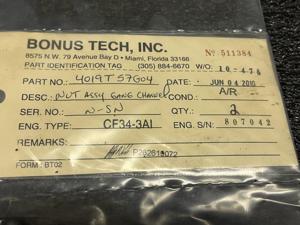 BONUS TECH, INC. Nº 511384
8575 N.W. 79 Avenue Bay D • Miami, Florida 33166
PART IDENTIFICATION TAG (305) 884-6670 W/O: 10-476
PART NO.: 4019T57G04 DATE: JUN 04 2010
DESC.: NUT ASSY GANG CHANNEL COND.: A/R
SER. NO.: N-SN QTY.: 2
ENG. TYPE: CF34-3A1 ENG. S/N: 807042
REMARKS:
BY:
FORM: BT02